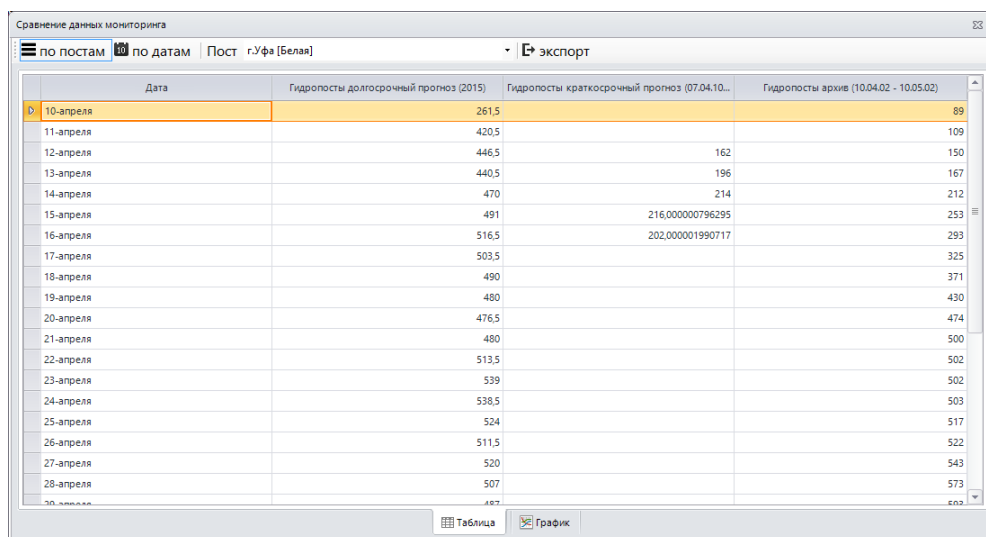 Сравнение данных мониторинга
по постам 10 по датам Пост г.Уфа [Белая] экспорт
Дата Гидропосты долгосрочный прогноз (2015) Гидропосты краткосрочный прогноз (07.04.10... Гидропосты архив (10.04.02 - 10.05.02)
10-апреля 261,5 89
11-апреля 420,5 109
12-апреля 446,5 162 150
13-апреля 440,5 196 167
14-апреля 470 214 212
15-апреля 491 216,000000796295 253
16-апреля 516,5 202,000001990717 293
17-апреля 503,5 325
18-апреля 490 371
19-апреля 480 430
20-апреля 476,5 474
21-апреля 480 500
22-апреля 513,5 502
23-апреля 539 502
24-апреля 538,5 503
25-апреля 524 517
26-апреля 511,5 522
27-апреля 520 543
28-апреля 507 573
29-апреля 487 593
Таблица График